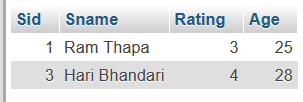 Sid Sname Rating Age
1 Ram Thapa 3 25
3 Hari Bhandari 4 28